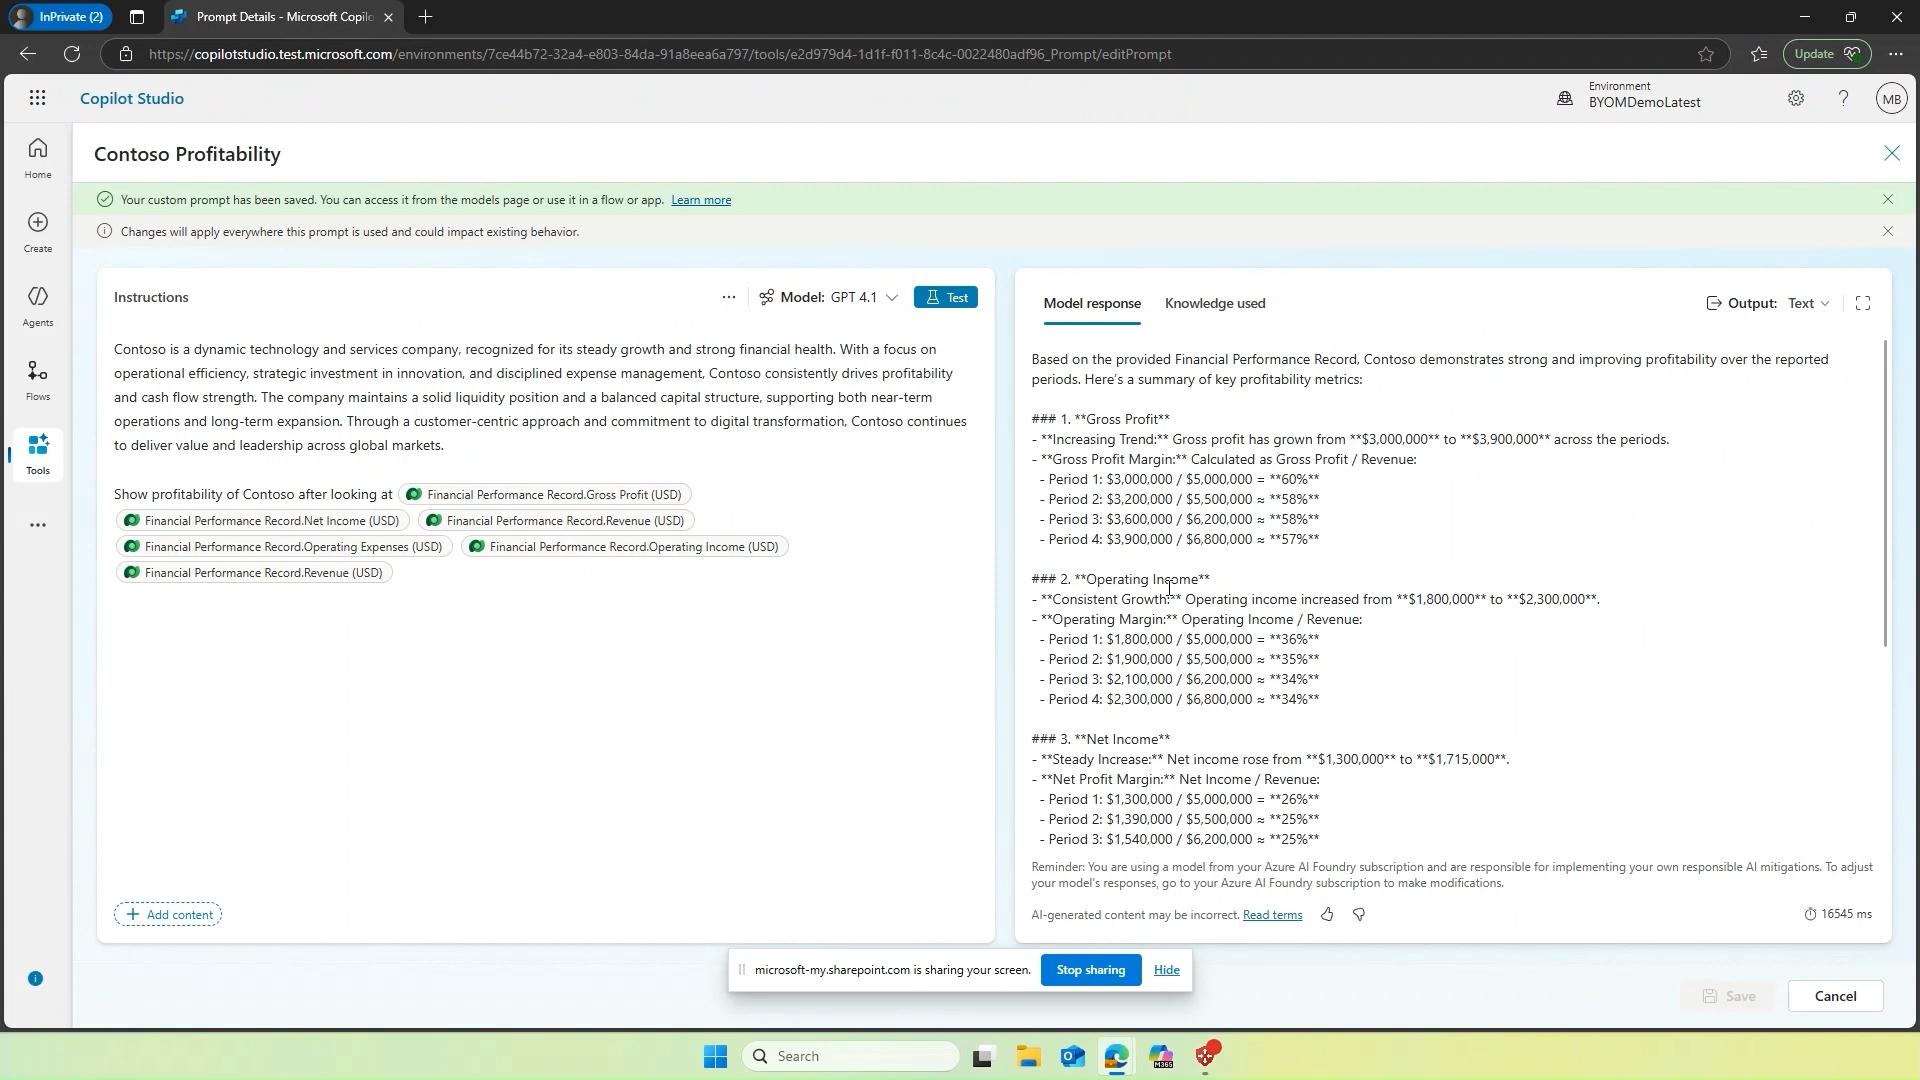 InPrivate (2)
Prompt Details - Microsoft Copilo
https://copilotstudio.test.microsoft.com/environments/7ce44b72-32a4-e803-84da-91a8eea6a797/tools/e2d979d4-1d1f-f011-8c4c-0022480adf96_Prompt/editPrompt
Update
Copilot Studio
Environment
BYOMDemoLatest
?
MB
Home
Create
Agents
Flows
Tools
Contoso Profitability
Your custom prompt has been saved. You can access it from the models page or use it in a flow or app. Learn more
Changes will apply everywhere this prompt is used and could impact existing behavior.
Instructions
Model: GPT 4.1
Test
Contoso is a dynamic technology and services company, recognized for its steady growth and strong financial health. With a focus on
operational efficiency, strategic investment in innovation, and disciplined expense management, Contoso consistently drives profitability
and cash flow strength. The company maintains a solid liquidity position and a balanced capital structure, supporting both near-term
operations and long-term expansion. Through a customer-centric approach and commitment to digital transformation, Contoso continues
to deliver value and leadership across global markets.
Show profitability of Contoso after looking at Financial Performance Record.Gross Profit (USD)
Financial Performance Record.Net Income (USD) Financial Performance Record.Revenue (USD)
Financial Performance Record.Operating Expenses (USD) Financial Performance Record.Operating Income (USD)
Financial Performance Record.Revenue (USD)
+ Add content
Model response Knowledge used
Output: Text
Based on the provided Financial Performance Record, Contoso demonstrates strong and improving profitability over the reported
periods. Here's a summary of key profitability metrics:
### 1. **Gross Profit**
- **Increasing Trend:** Gross profit has grown from **$3,000,000** to **$3,900,000** across the periods.
- **Gross Profit Margin:** Calculated as Gross Profit / Revenue:
- Period 1: $3,000,000 / $5,000,000 = **60%**
- Period 2: $3,200,000 / $5,500,000 ≈ **58%**
- Period 3: $3,600,000 / $6,200,000 ≈ **58%**
- Period 4: $3,900,000 / $6,800,000 ≈ **57%**
### 2. **Operating Income**
- **Consistent Growth:** Operating income increased from **$1,800,000** to **$2,300,000**.
- **Operating Margin:** Operating Income / Revenue:
- Period 1: $1,800,000 / $5,000,000 = **36%**
- Period 2: $1,900,000 / $5,500,000 ≈ **35%**
- Period 3: $2,100,000 / $6,200,000 ≈ **34%**
- Period 4: $2,300,000 / $6,800,000 ≈ **34%**
### 3. **Net Income**
- **Steady Increase:** Net income rose from **$1,300,000** to **$1,715,000**.
- **Net Profit Margin:** Net Income / Revenue:
- Period 1: $1,300,000 / $5,000,000 = **26%**
- Period 2: $1,390,000 / $5,500,000 ≈ **25%**
- Period 3: $1,540,000 / $6,200,000 ≈ **25%**
Reminder: You are using a model from your Azure AI Foundry subscription and are responsible for implementing your own responsible AI mitigations. To adjust
your model's responses, go to your Azure AI Foundry subscription to make modifications.
AI-generated content may be incorrect. Read terms
16545 ms
microsoft-my.sharepoint.com is sharing your screen. Stop sharing Hide
Save
Cancel
Search
M365